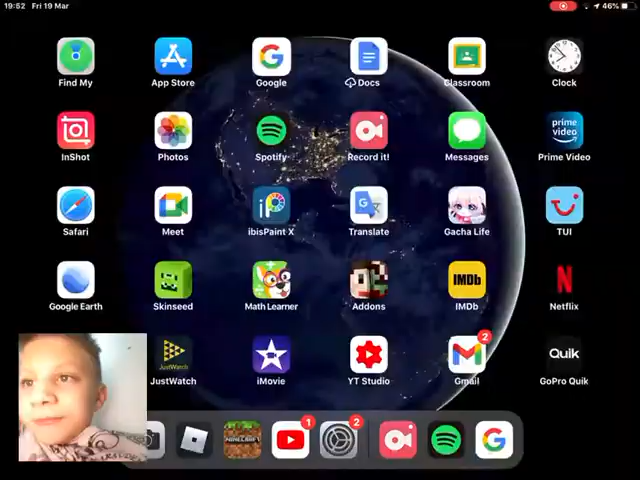 19:52 Fri 19 Mar 46%
Find My App Store Google Docs Classroom Clock
InShot Photos Spotify Record it! Messages Prime Video
prime video
Safari Meet ibisPaint X Translate Gacha Life TUI
iP
IMDb
Google Earth Skinseed Math Learner Addons IMDb Netflix
JustWatch 2 Quik
JustWatch iMovie YT Studio Gmail GoPro Quik
1 2
MINECRAFT